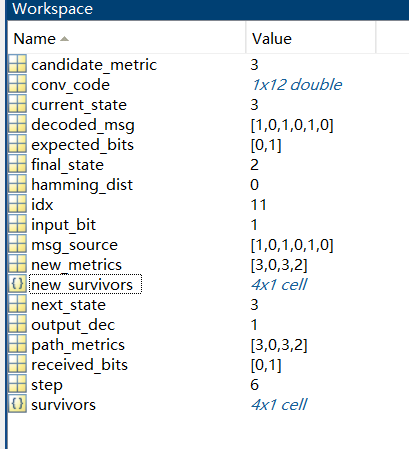 Workspace
Name Value
candidate_metric 3
conv_code 1x12 double
current_state 3
decoded_msg [1,0,1,0,1,0]
expected_bits [0,1]
final_state 2
hamming_dist 0
idx 11
input_bit 1
msg_source [1,0,1,0,1,0]
new_metrics [3,0,3,2]
new_survivors 4x1 cell
next_state 3
output_dec 1
path_metrics [3,0,3,2]
received_bits [0,1]
step 6
survivors 4x1 cell